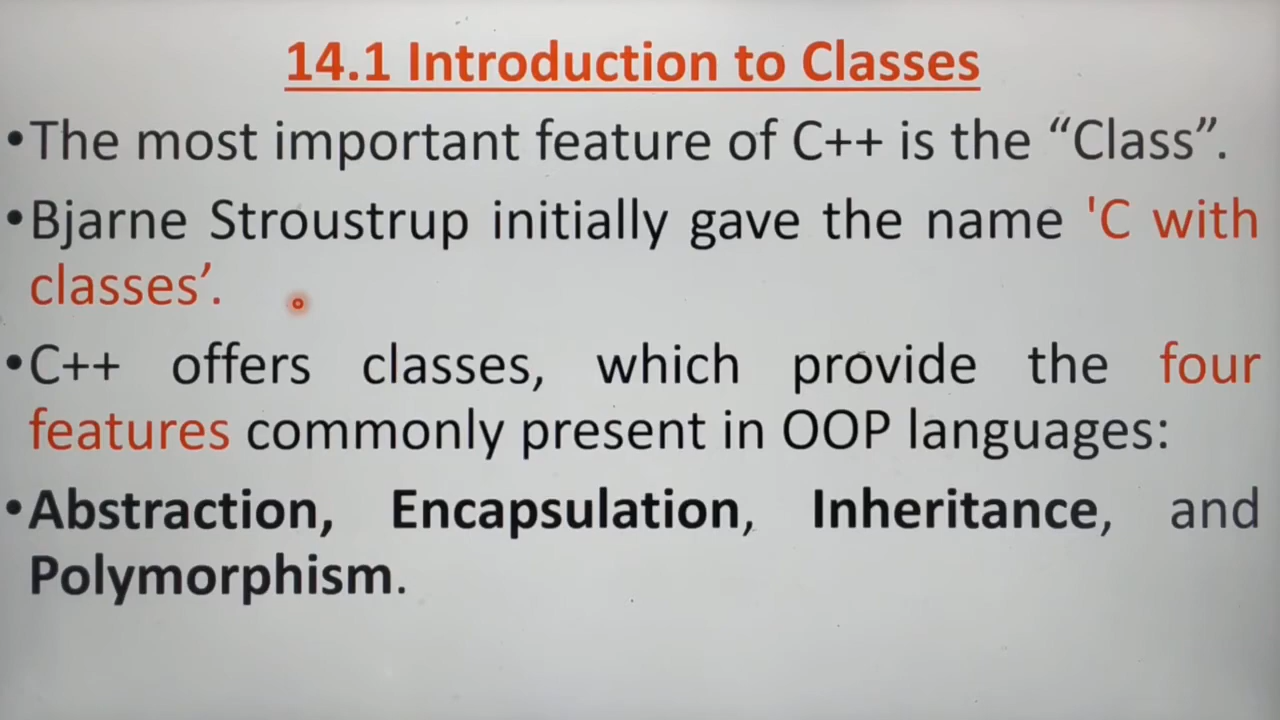 14.1 Introduction to Classes
•The most important feature of C++ is the “Class”.
•Bjarne Stroustrup initially gave the name 'C with
classes’.
•C++ offers classes, which provide the four
features commonly present in OOP languages:
•Abstraction, Encapsulation, Inheritance, and
Polymorphism.